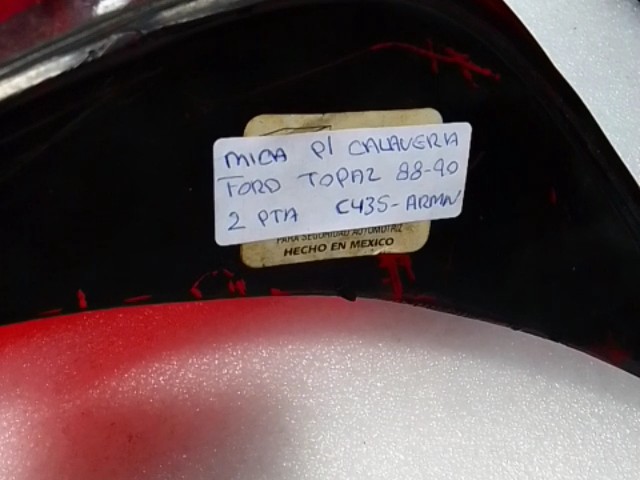 MICA P/ CALAVERA
FORD TOPAZ 88-90
2 PTA C435-ARMN
PARA SEGURIDAD AUTOMOTRIZ
HECHO EN MEXICO